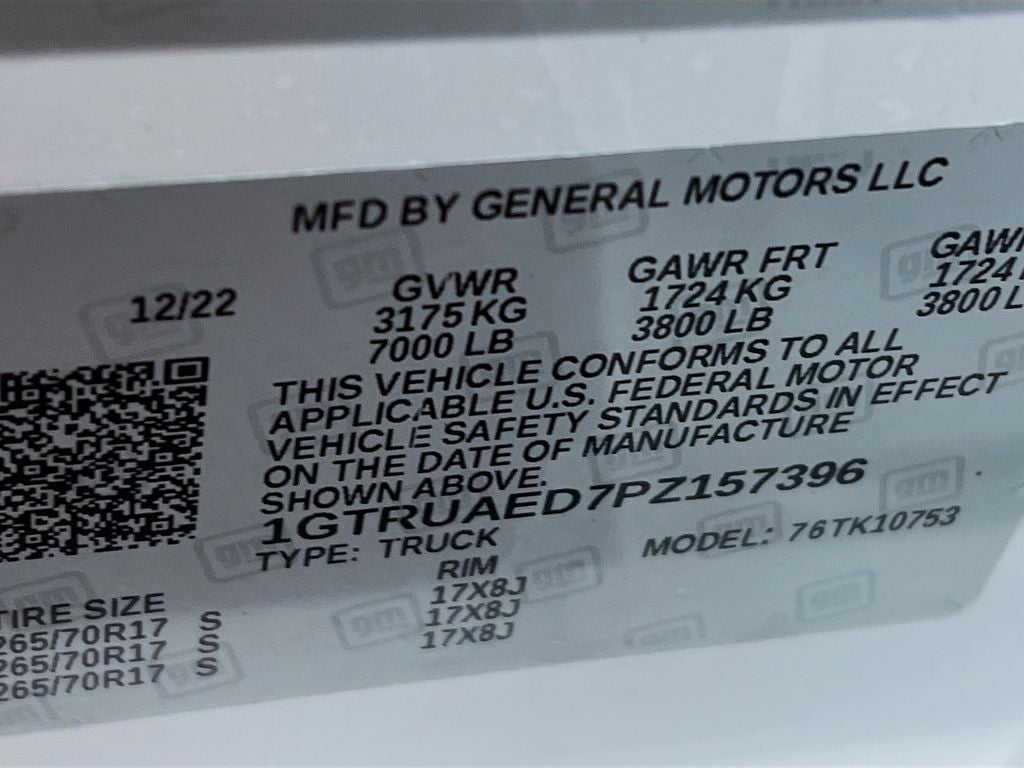 MFD BY GENERAL MOTORS LLC
12/22
GVWR
3175 KG
7000 LB
GAWR FRT
1724 KG
3800 LB
GAWR
1724
3800 L
THIS VEHICLE CONFORMS TO ALL
APPLICABLE U.S. FEDERAL MOTOR
VEHICLE SAFETY STANDARDS IN EFFECT
ON THE DATE OF MANUFACTURE
SHOWN ABOVE.
1GTRUAED7PZ157396
TYPE: TRUCK
MODEL: 76TK10753
TIRE SIZE
RIM
265/70R17 S 17X8J
265/70R17 S 17X8J
265/70R17 S 17X8J